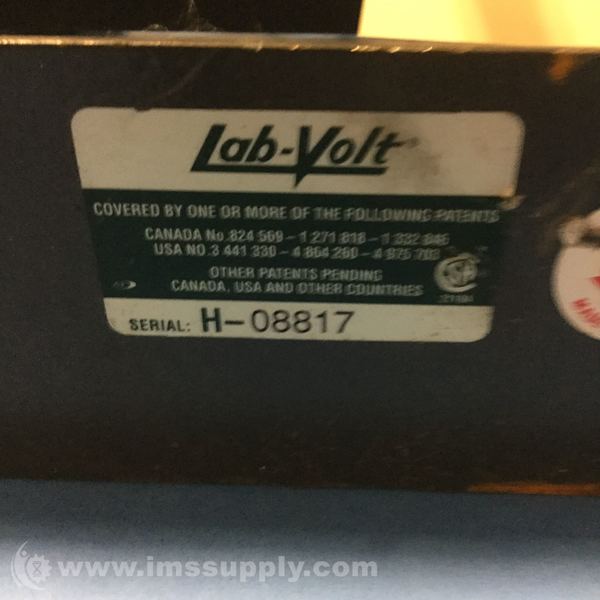 Lab-Volt
COVERED BY ONE OR MORE OF THE FOLLOWING PATENTS
CANADA No. 824 569 – 1 271 818 – 1 332 846
USA NO. 3 441 330 – 4 864 260 – 4 975 703
OTHER PATENTS PENDING
CANADA, USA AND OTHER COUNTRIES
SERIAL: H-08817
www.imssupply.com